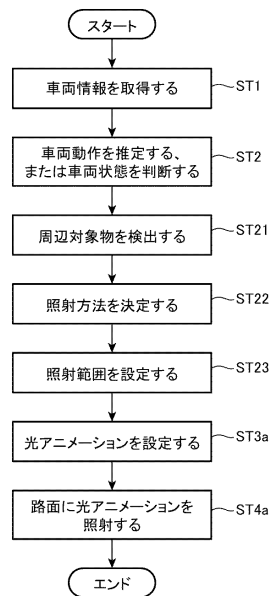 スタート
車両情報を取得する
ST1
車両動作を推定する、
または車両状態を判断する
ST2
周辺対象物を検出する
ST21
照射方法を決定する
ST22
照射範囲を設定する
ST23
光アニメーションを設定する
ST3a
路面に光アニメーションを
照射する
ST4a
エンド